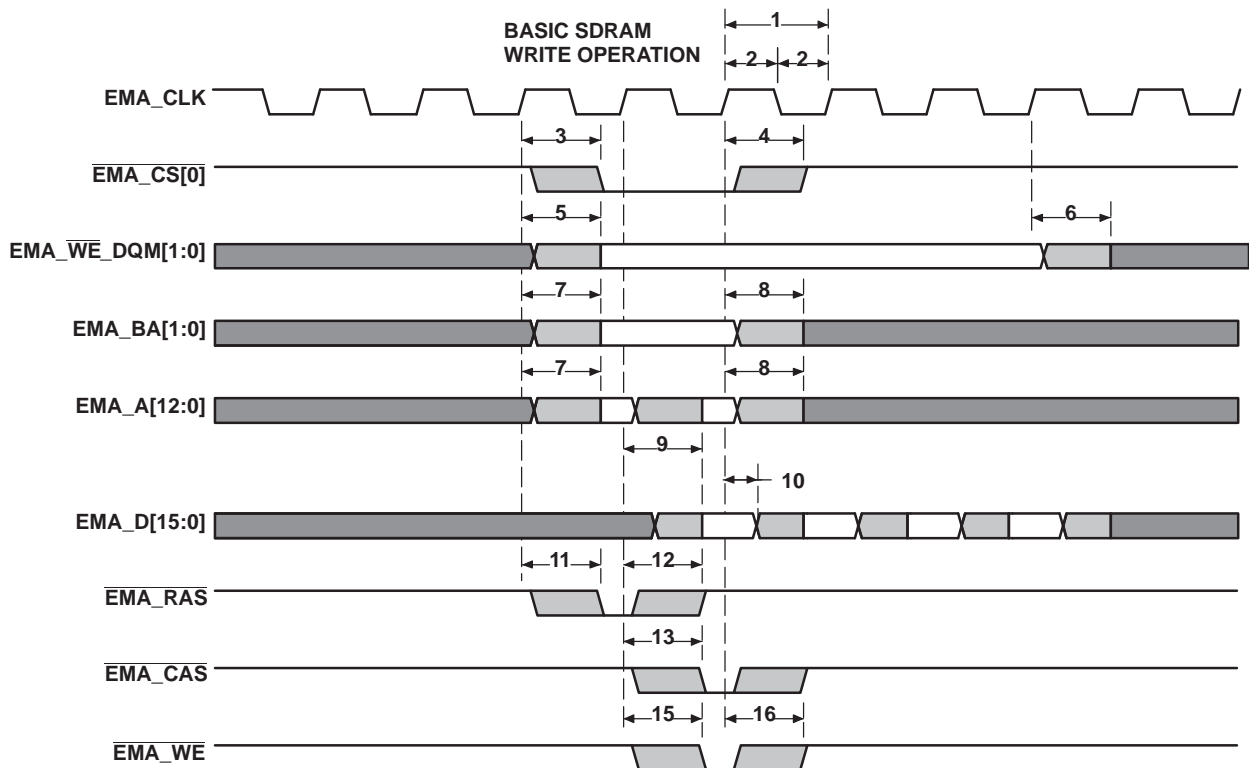 BASIC SDRAM
WRITE OPERATION
1
2 2
EMA_CLK
3 4
EMA_CS[0]
5 6
EMA_WE_DQM[1:0]
7 8
EMA_BA[1:0]
7 8
EMA_A[12:0]
9
10
EMA_D[15:0]
11 12
EMA_RAS
13
EMA_CAS
15 16
EMA_WE